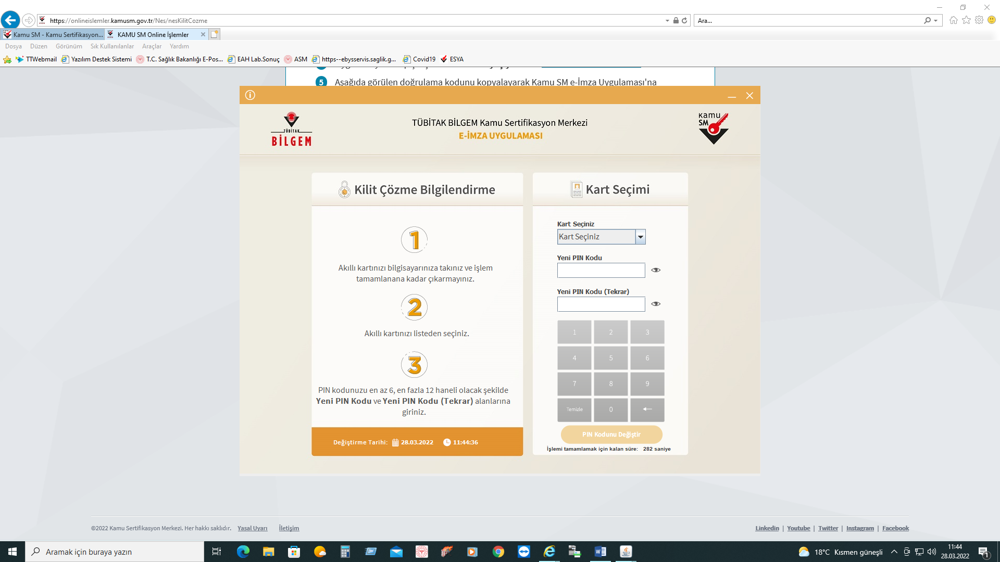 https://onlineislemler.kamusm.gov.tr/Nes/nesKilitCozme
Ara...
Kamu SM - Kamu Sertifikasyon...
KAMU SM Online İşlemler
Dosya Düzen Görünüm Sık Kullanılanlar Araçlar Yardım
TTWebmail Yazılım Destek Sistemi T.C. Sağlık Bakanlığı E-Pos... EAH Lab.Sonuç ASM https--ebysservis.saglik.g... Covid19 ESYA
5 Aşağıda görülen doğrulama kodunu kopyalayarak Kamu SM e-İmza Uygulaması'na
TÜBİTAK
BİLGEM
TÜBİTAK BİLGEM Kamu Sertifikasyon Merkezi
E-İMZA UYGULAMASI
Kamu
SM
Kilit Çözme Bilgilendirme
1
Akıllı kartınızı bilgisayarınıza takınız ve işlem
tamamlanana kadar çıkarmayınız.
2
Akıllı kartınızı listeden seçiniz.
3
PIN kodunuzu en az 6, en fazla 12 haneli olacak şekilde
Yeni PIN Kodu ve Yeni PIN Kodu (Tekrar) alanlarına
giriniz.
Değiştirme Tarihi: 28.03.2022 11:44:36
Kart Seçimi
Kart Seçiniz
Kart Seçiniz
Yeni PIN Kodu
Yeni PIN Kodu (Tekrar)
1 2 3
4 5 6
7 8 9
Temizle 0
PIN Kodunu Değiştir
İşlemi tamamlamak için kalan süre: 282 saniye
©2022 Kamu Sertifikasyon Merkezi. Her hakkı saklıdır. Yasal Uyarı İletişim
Linkedin | Youtube | Twitter | Instagram | Facebook
Aramak için buraya yazın
18°C Kısmen güneşli
11:44
28.03.2022
1